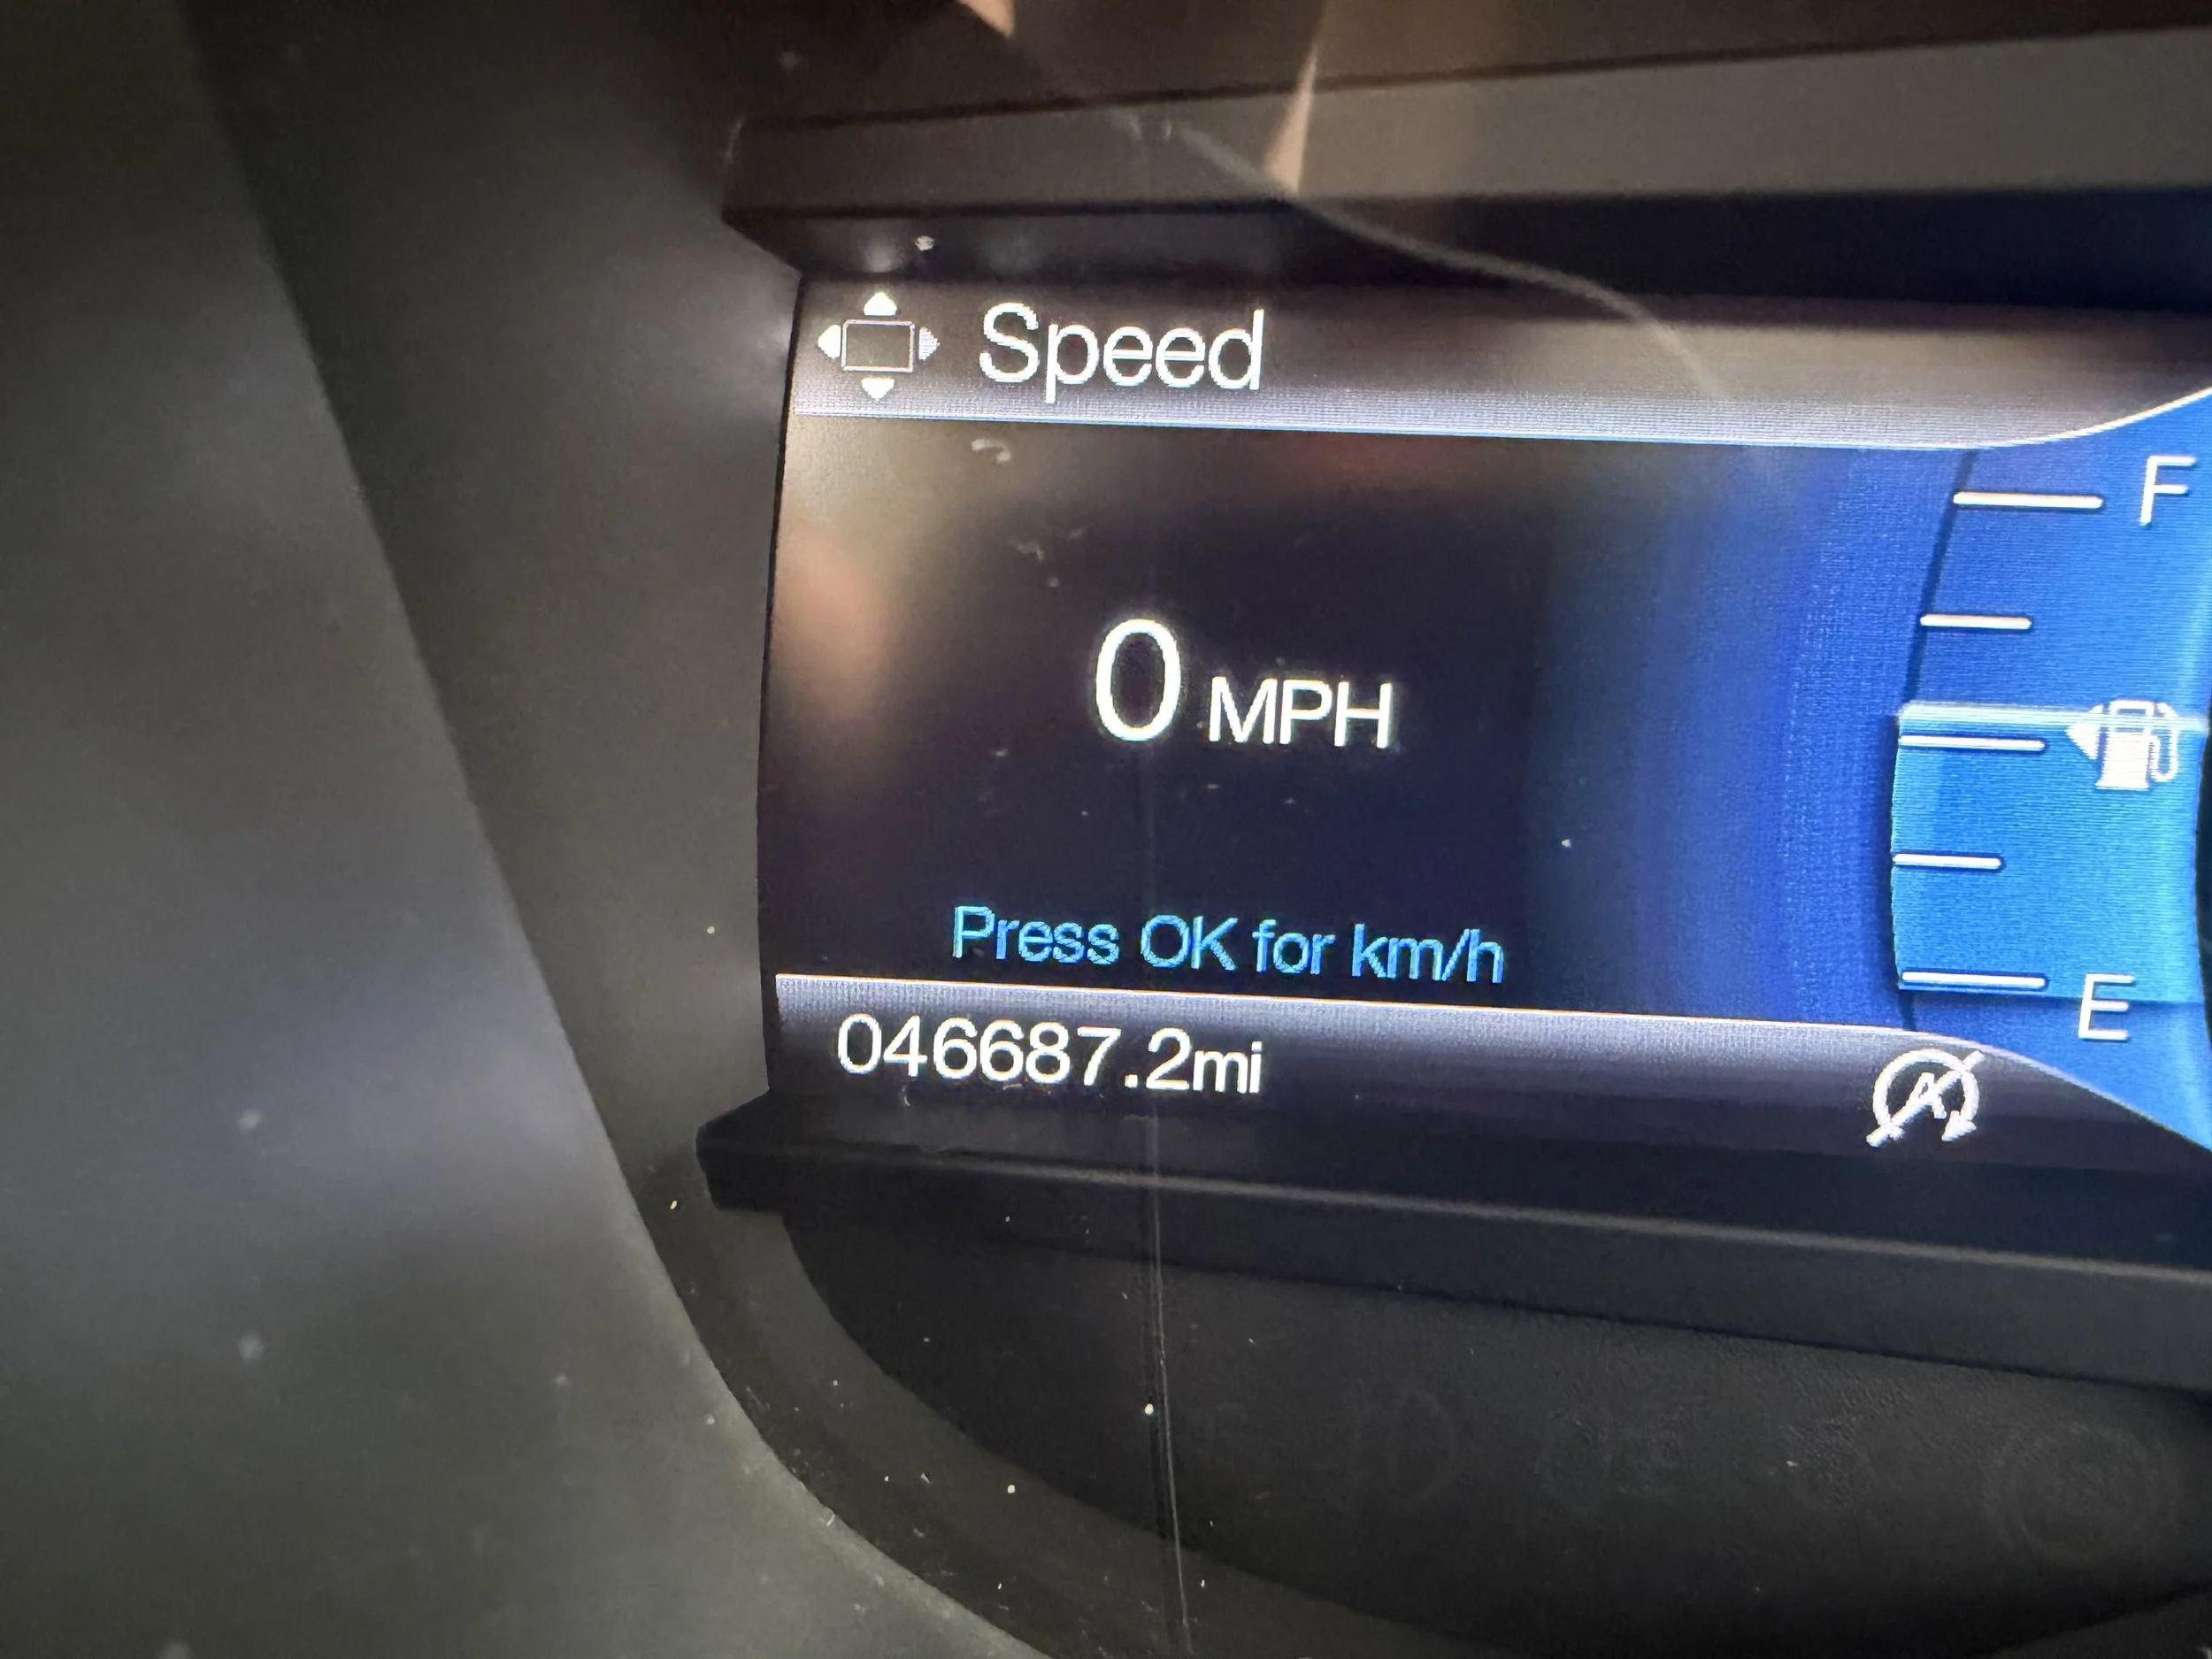 Speed
F
0 MPH
Press OK for km/h
E
046687.2mi
A